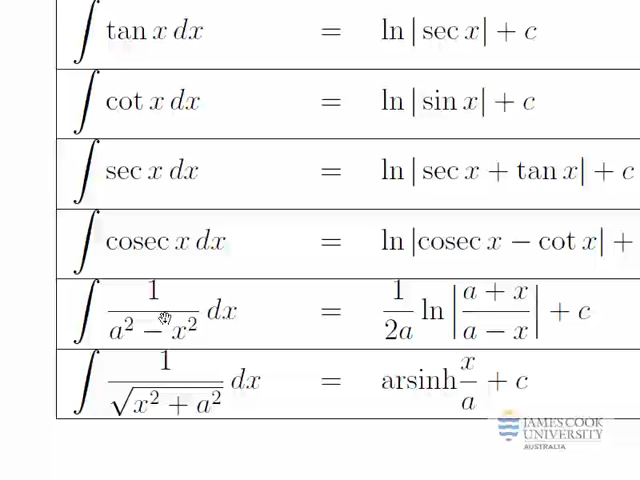 ∫ tan x dx = ln | sec x| + c
∫ cot x dx = ln | sin x| + c
∫ sec x dx = ln | sec x + tan x| + c
∫ cosec x dx = ln |cosec x − cot x| +
∫ 1/(a² − x²) dx = 1/(2a) ln |(a + x)/(a − x)| + c
∫ 1/√(x² + a²) dx = arsinh x/a + c
JAMES COOK
UNIVERSITY
AUSTRALIA